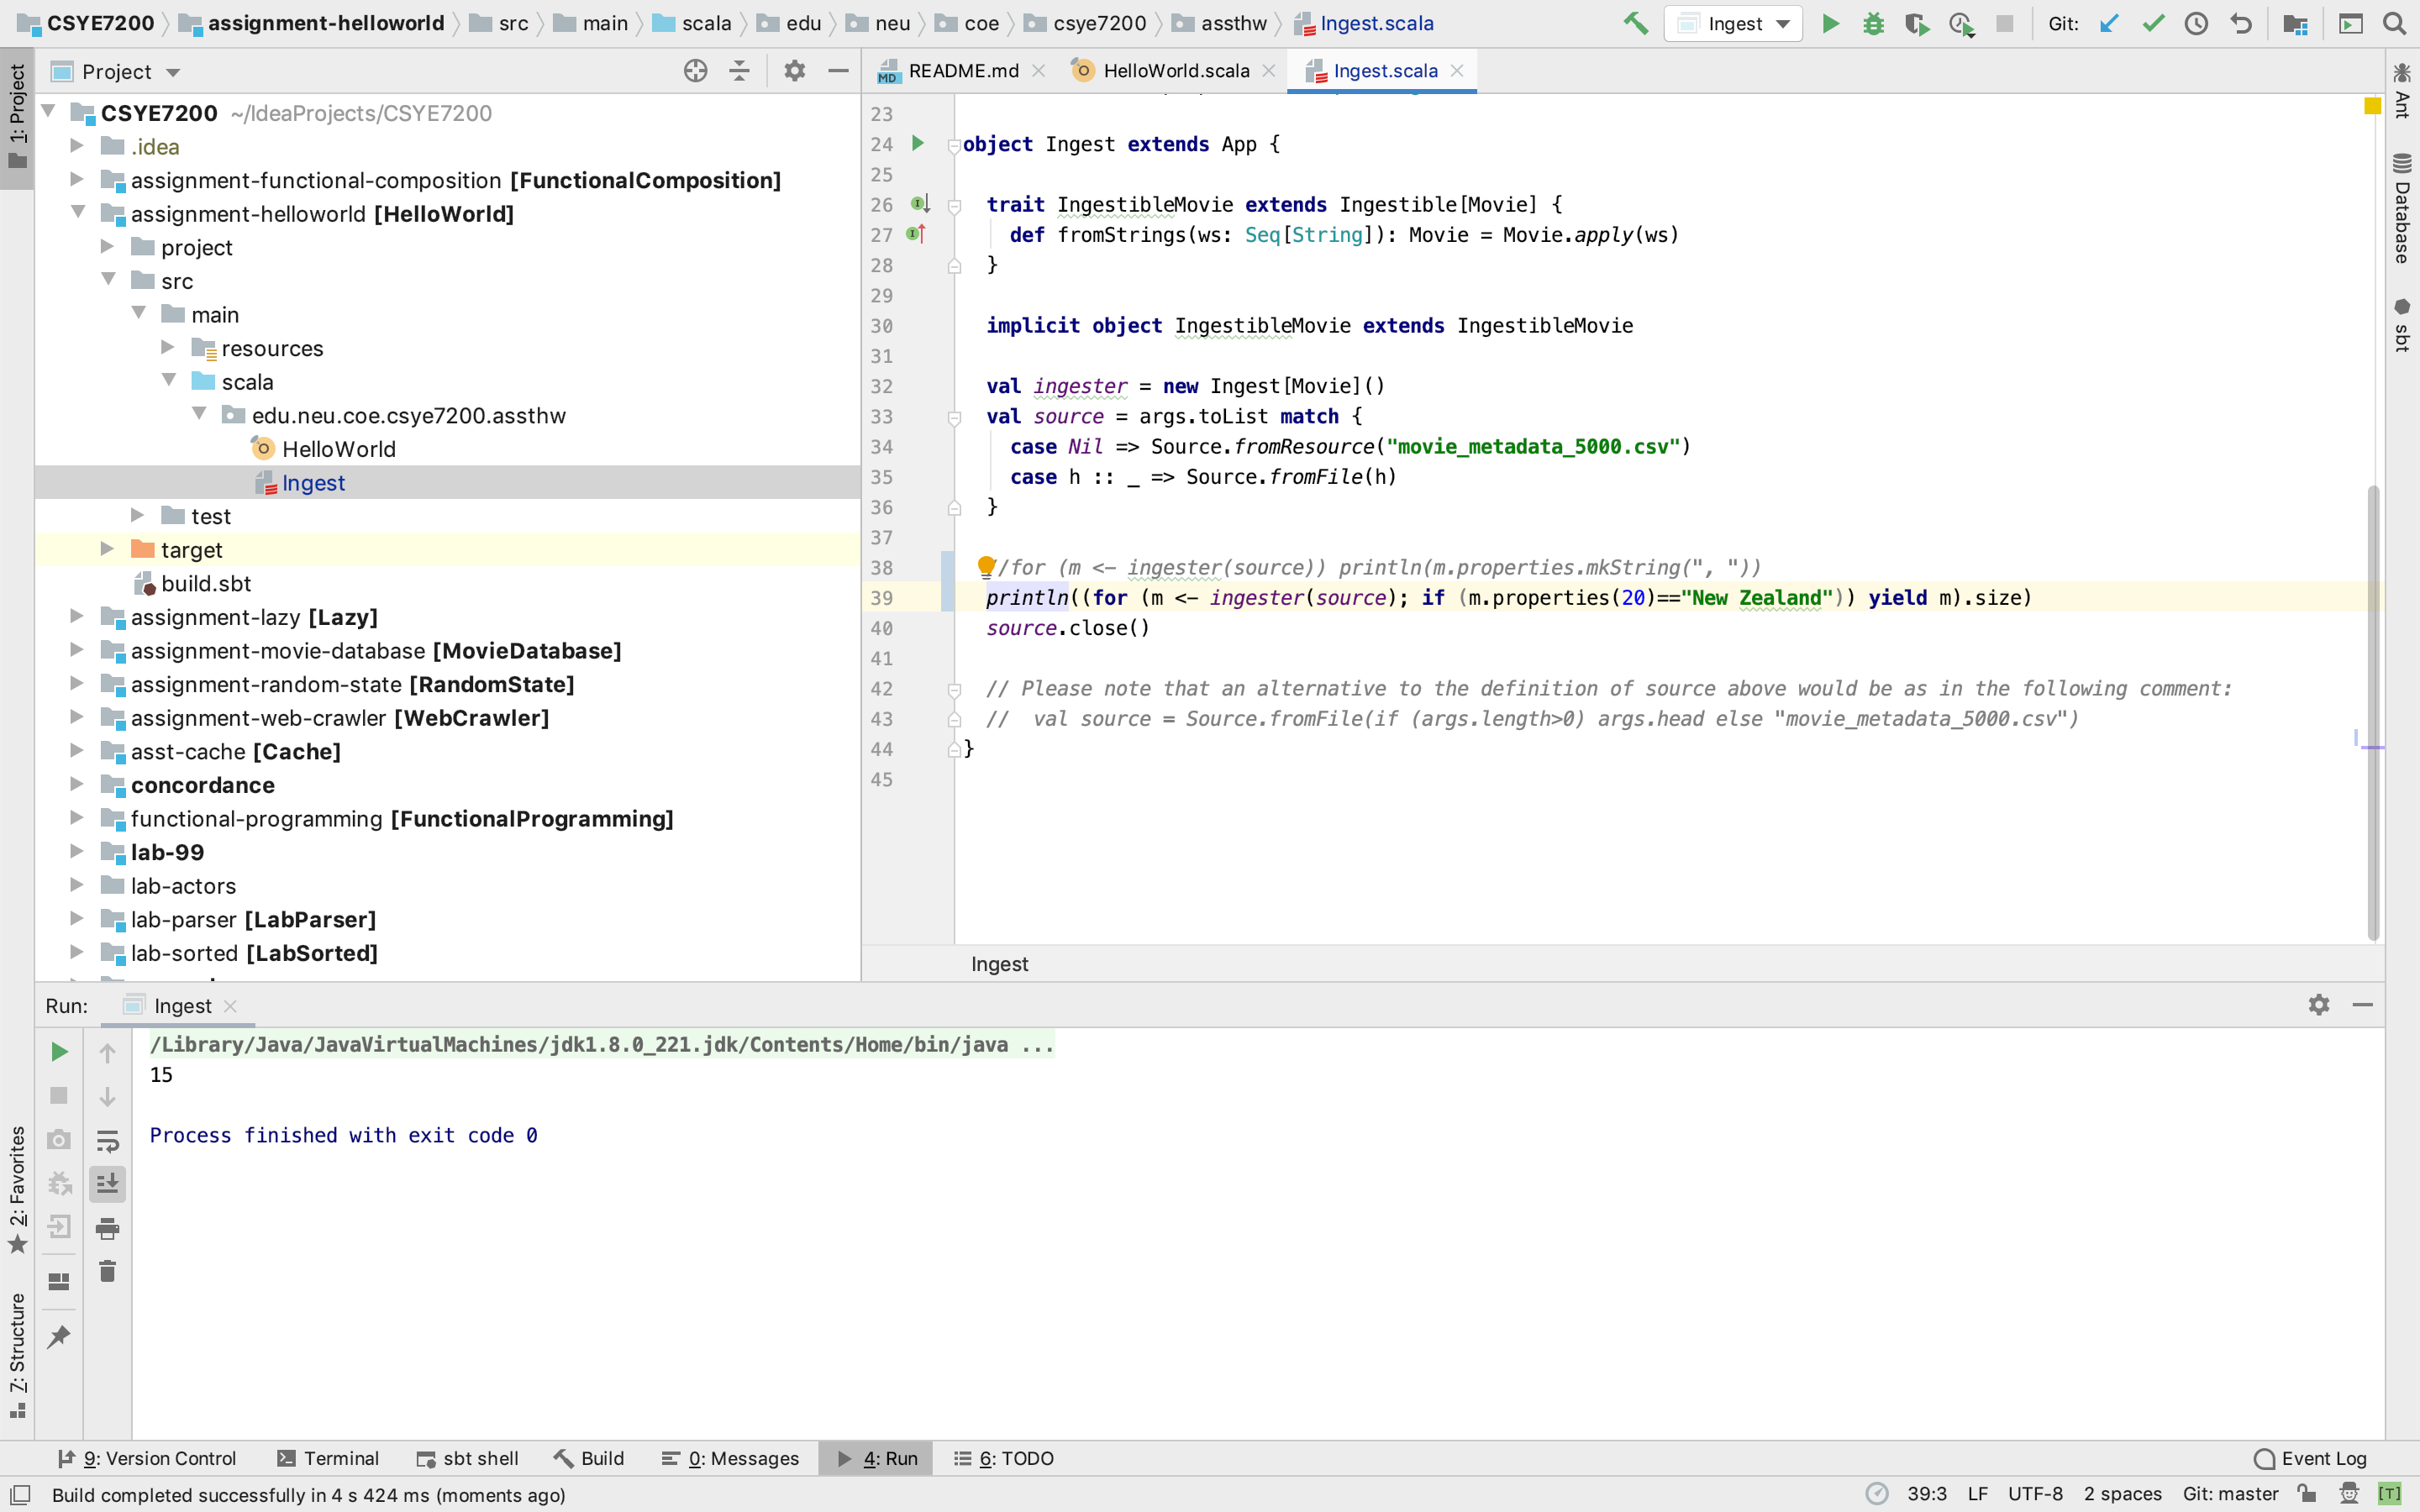 CSYE7200 assignment-helloworld src main scala edu neu coe csye7200 assthw Ingest.scala Ingest Git:
Project README.md HelloWorld.scala Ingest.scala
1: Project
CSYE7200 ~/IdeaProjects/CSYE7200
.idea
assignment-functional-composition [FunctionalComposition]
assignment-helloworld [HelloWorld]
project
src
main
resources
scala
edu.neu.coe.csye7200.assthw
HelloWorld
Ingest
test
target
build.sbt
assignment-lazy [Lazy]
assignment-movie-database [MovieDatabase]
assignment-random-state [RandomState]
assignment-web-crawler [WebCrawler]
asst-cache [Cache]
concordance
functional-programming [FunctionalProgramming]
lab-99
lab-actors
lab-parser [LabParser]
lab-sorted [LabSorted]
23
24 object Ingest extends App {
25
26 trait IngestibleMovie extends Ingestible[Movie] {
27 def fromStrings(ws: Seq[String]): Movie = Movie.apply(ws)
28 }
29
30 implicit object IngestibleMovie extends IngestibleMovie
31
32 val ingester = new Ingest[Movie]()
33 val source = args.toList match {
34 case Nil => Source.fromResource("movie_metadata_5000.csv")
35 case h :: _ => Source.fromFile(h)
36 }
37
38 //for (m <- ingester(source)) println(m.properties.mkString(", "))
39 println((for (m <- ingester(source); if (m.properties(20)=="New Zealand")) yield m).size)
40 source.close()
41
42 // Please note that an alternative to the definition of source above would be as in the following comment:
43 // val source = Source.fromFile(if (args.length>0) args.head else "movie_metadata_5000.csv")
44 }
45
Ingest
Ant
Database
sbt
Run: Ingest
/Library/Java/JavaVirtualMachines/jdk1.8.0_221.jdk/Contents/Home/bin/java ...
15
Process finished with exit code 0
2: Favorites
7: Structure
9: Version Control Terminal sbt shell Build 0: Messages 4: Run 6: TODO Event Log
Build completed successfully in 4 s 424 ms (moments ago) 39:3 LF UTF-8 2 spaces Git: master [T]